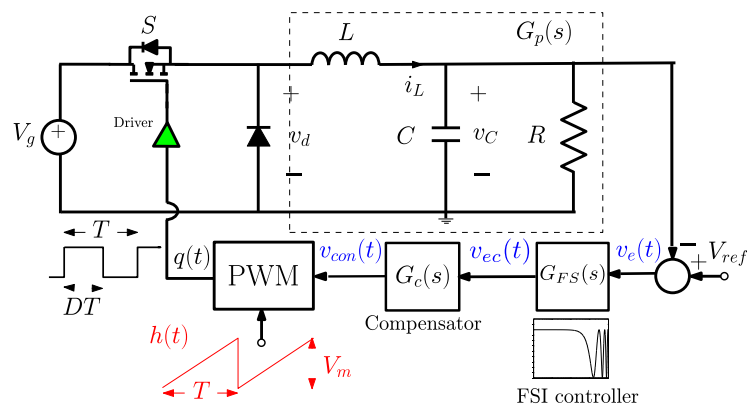 S
L
G_p(s)
i_L
+
+
Driver
V_g
+
v_d
C
v_C
R
−
−
T
q(t)
v_con(t)
v_ec(t)
v_e(t)
−
+
V_ref
PWM
G_c(s)
G_FS(s)
DT
Compensator
h(t)
V_m
T
FSI controller